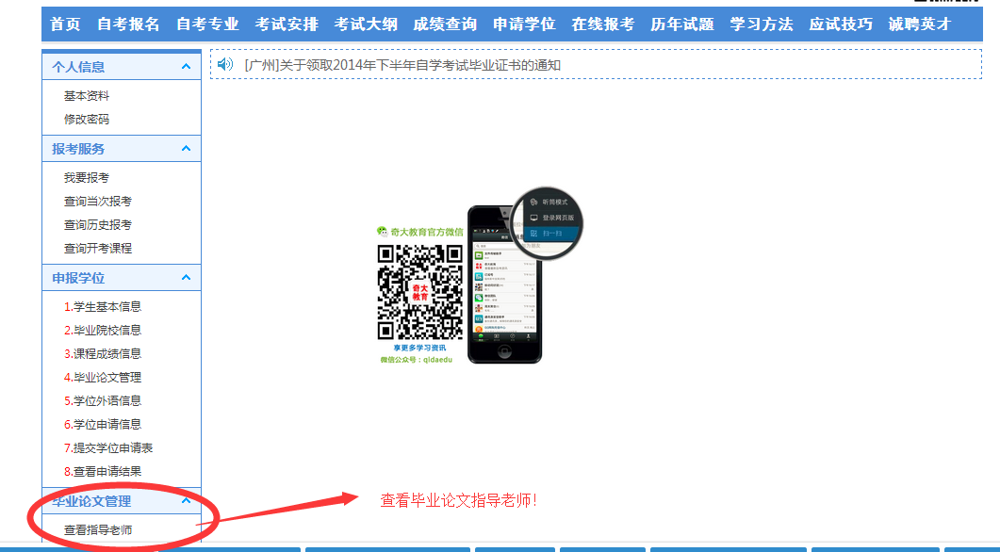 首页 自考报名 自考专业 考试安排 考试大纲 成绩查询 申请学位 在线报考 历年试题 学习方法 应试技巧 诚聘英才
个人信息
基本资料
修改密码
报考服务
我要报考
查询当次报考
查询历史报考
查询开考课程
申报学位
1.学生基本信息
2.毕业院校信息
3.课程成绩信息
4.毕业论文管理
5.学位外语信息
6.学位申请信息
7.提交学位申请表
8.查看申请结果
毕业论文管理
查看指导老师
[广州]关于领取2014年下半年自学考试毕业证书的通知
奇大教育官方微信
奇大
教育
享更多学习资讯
微信公众号：qidaedu
听筒模式
登录网页版
扫一扫
查看毕业论文指导老师!